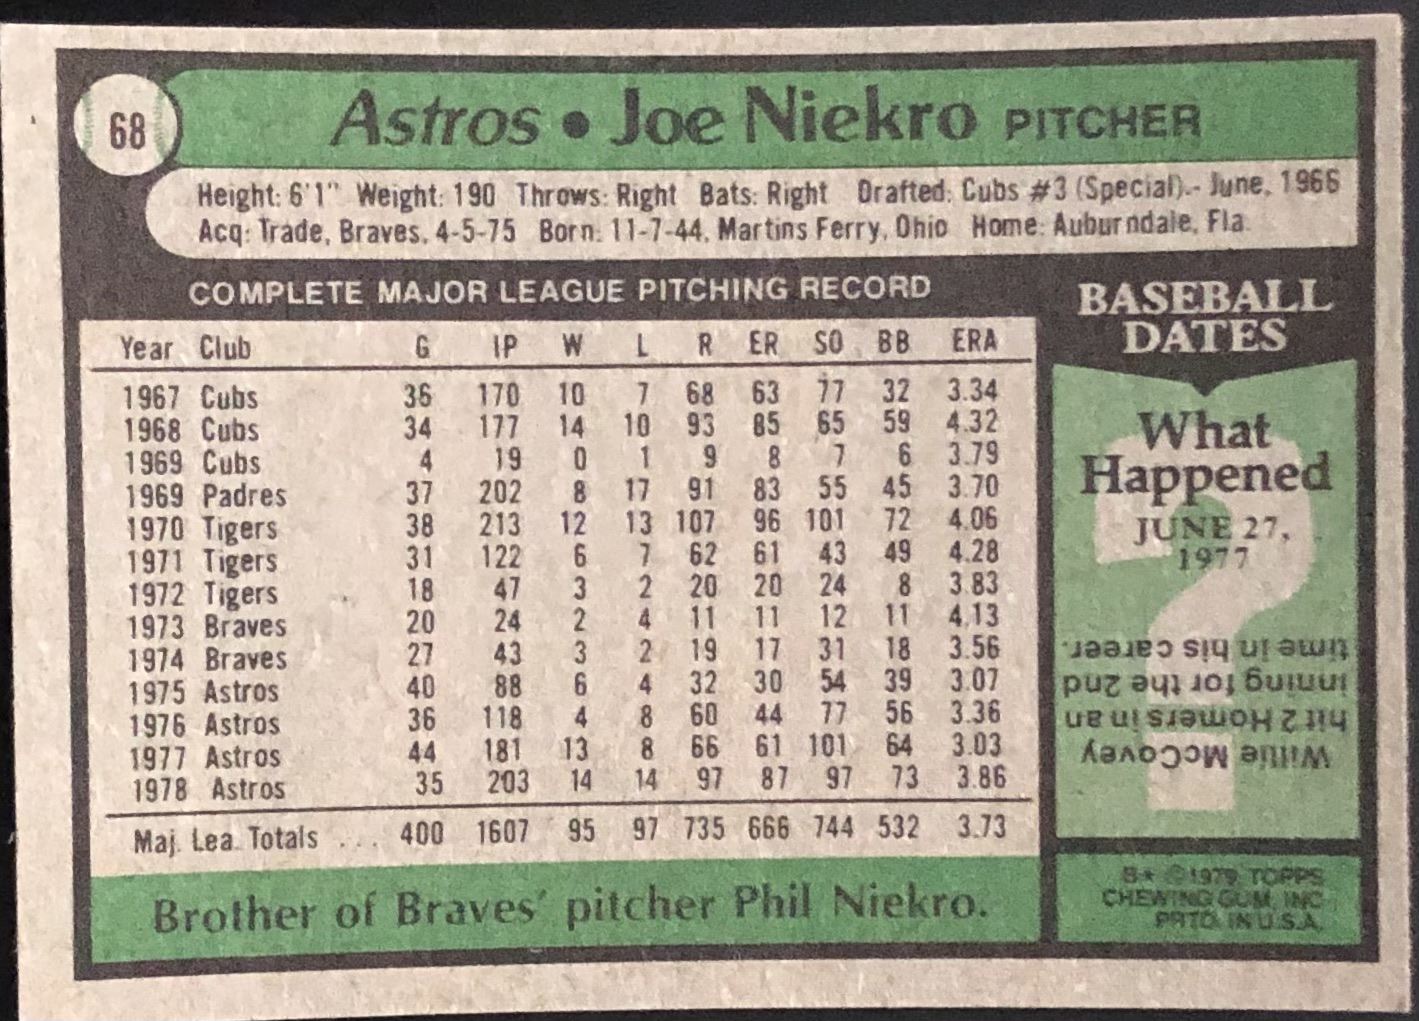 68
Astros • Joe Niekro PITCHER
Height: 6'1" Weight: 190 Throws: Right Bats: Right Drafted: Cubs #3 (Special).- June, 1966
Acq: Trade, Braves, 4-5-75 Born: 11-7-44, Martins Ferry, Ohio Home: Auburndale, Fla.
COMPLETE MAJOR LEAGUE PITCHING RECORD
Year Club G IP W L R ER SO BB ERA
1967 Cubs 36 170 10 7 68 63 77 32 3.34
1968 Cubs 34 177 14 10 93 85 65 59 4.32
1969 Cubs 4 19 0 1 9 8 7 6 3.79
1969 Padres 37 202 8 17 91 83 55 45 3.70
1970 Tigers 38 213 12 13 107 96 101 72 4.06
1971 Tigers 31 122 6 7 62 61 43 49 4.28
1972 Tigers 18 47 3 2 20 20 24 8 3.83
1973 Braves 20 24 2 4 11 11 12 11 4.13
1974 Braves 27 43 3 2 19 17 31 18 3.56
1975 Astros 40 88 6 4 32 30 54 39 3.07
1976 Astros 36 118 4 8 60 44 77 56 3.36
1977 Astros 44 181 13 8 66 61 101 64 3.03
1978 Astros 35 203 14 14 97 87 97 73 3.86
Maj. Lea. Totals ... 400 1607 95 97 735 666 744 532 3.73
Brother of Braves' pitcher Phil Niekro.
BASEBALL
DATES
What
Happened
JUNE 27,
1977
Willie McCovey
hit 2 Homers in an
inning for the 2nd
time in his career.
B* © 1979 TOPPS
CHEWING GUM, INC.
PRTD. IN U.S.A.